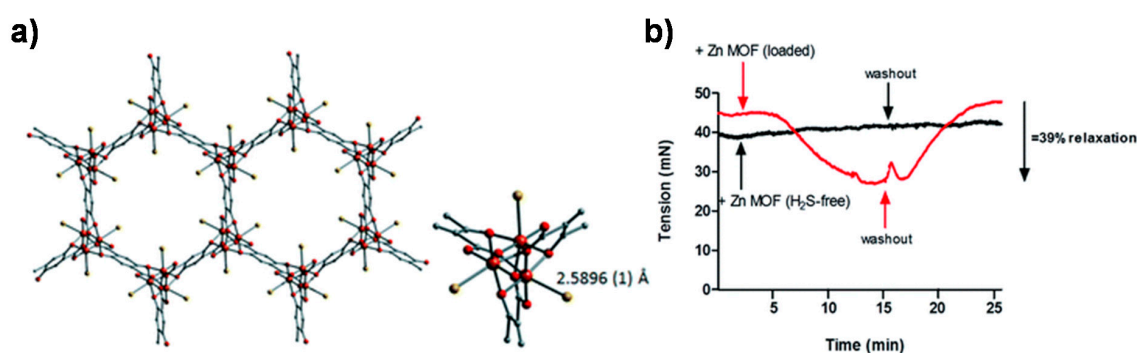 a)
2.5896 (1) Å
b)
+ Zn MOF (loaded)
washout
50
40
30
20
10
0
Tension (mN)
+ Zn MOF (H₂S-free)
washout
=39% relaxation
5
10
15
20
25
Time (min)